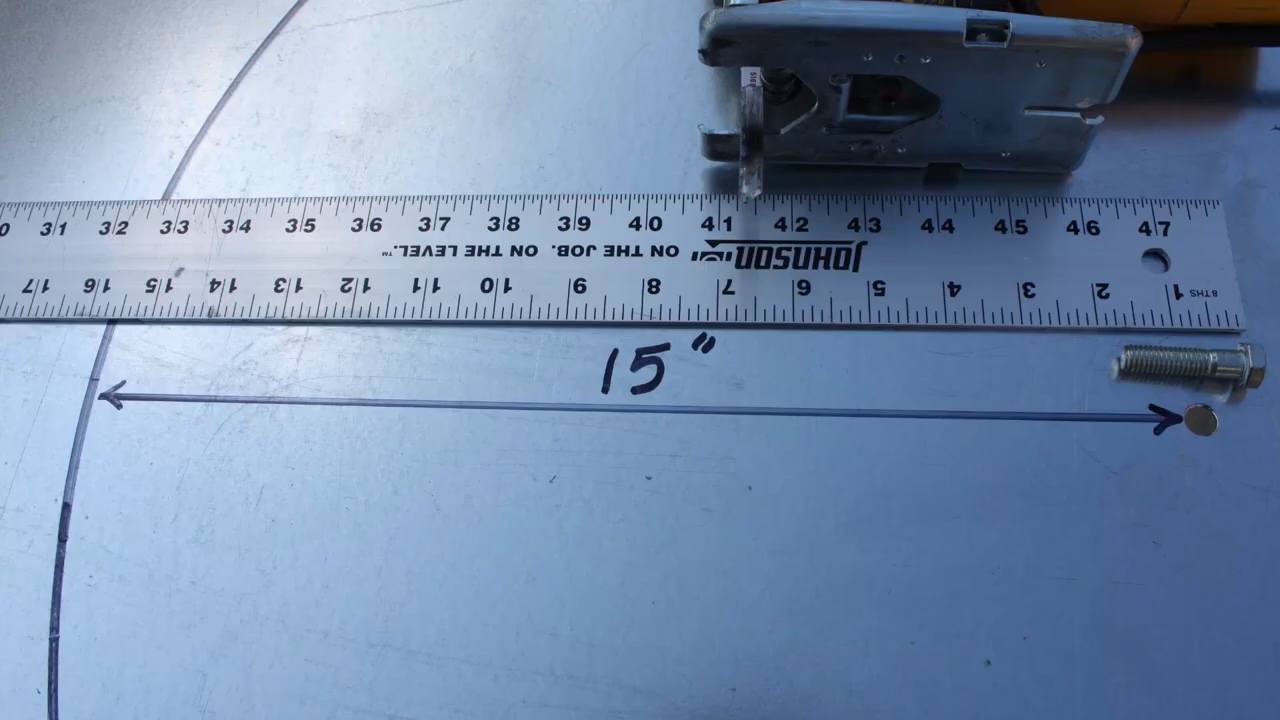 31 32 33 34 35 36 37 38 39 40 41 42 43 44 45 46 47
JOHNSON ON THE JOB. ON THE LEVEL.™
8THS 1 2 3 4 5 6 7 8 9 10 11 12 13 14 15 16 17
15"